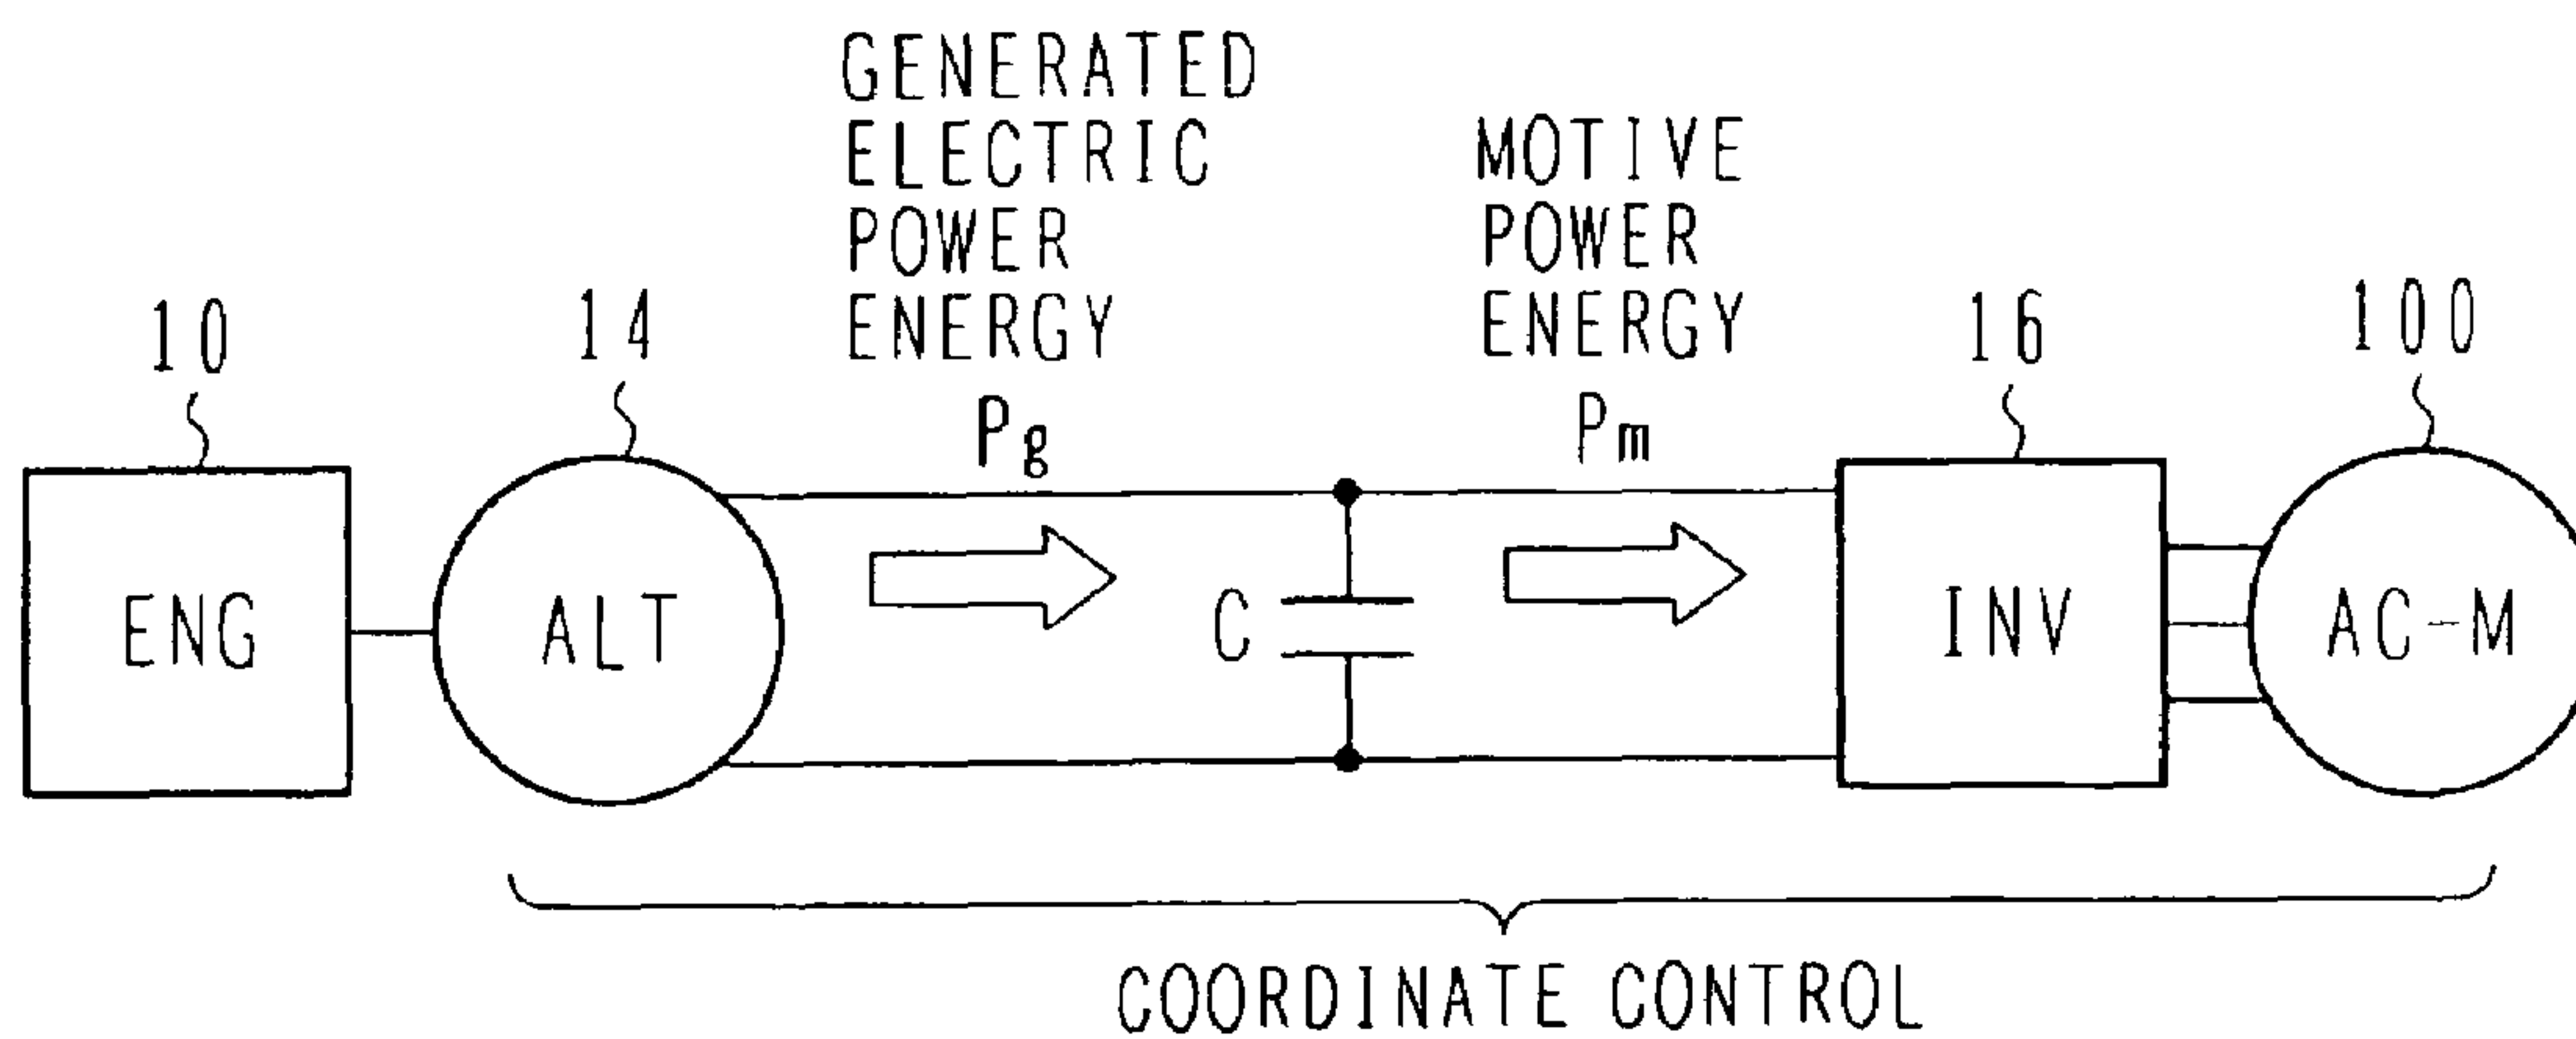 GENERATED
ELECTRIC
POWER
ENERGY
Pg
MOTIVE
POWER
ENERGY
Pm
10
14
16
100
ENG
ALT
C
INV
AC-M
COORDINATE CONTROL